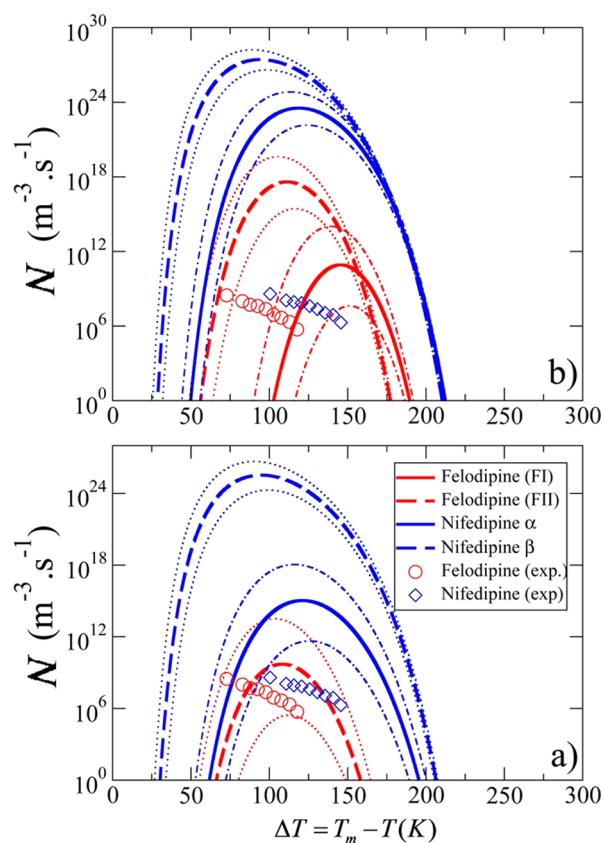 10^30
10^24
10^18
10^12
10^6
10^0
N (m^-3.s^-1)
b)
0 50 100 150 200 250 300
10^24
10^18
10^12
10^6
10^0
N (m^-3.s^-1)
Felodipine (FI)
Felodipine (FII)
Nifedipine α
Nifedipine β
Felodipine (exp.)
Nifedipine (exp)
a)
0 50 100 150 200 250 300
ΔT = T_m − T(K)